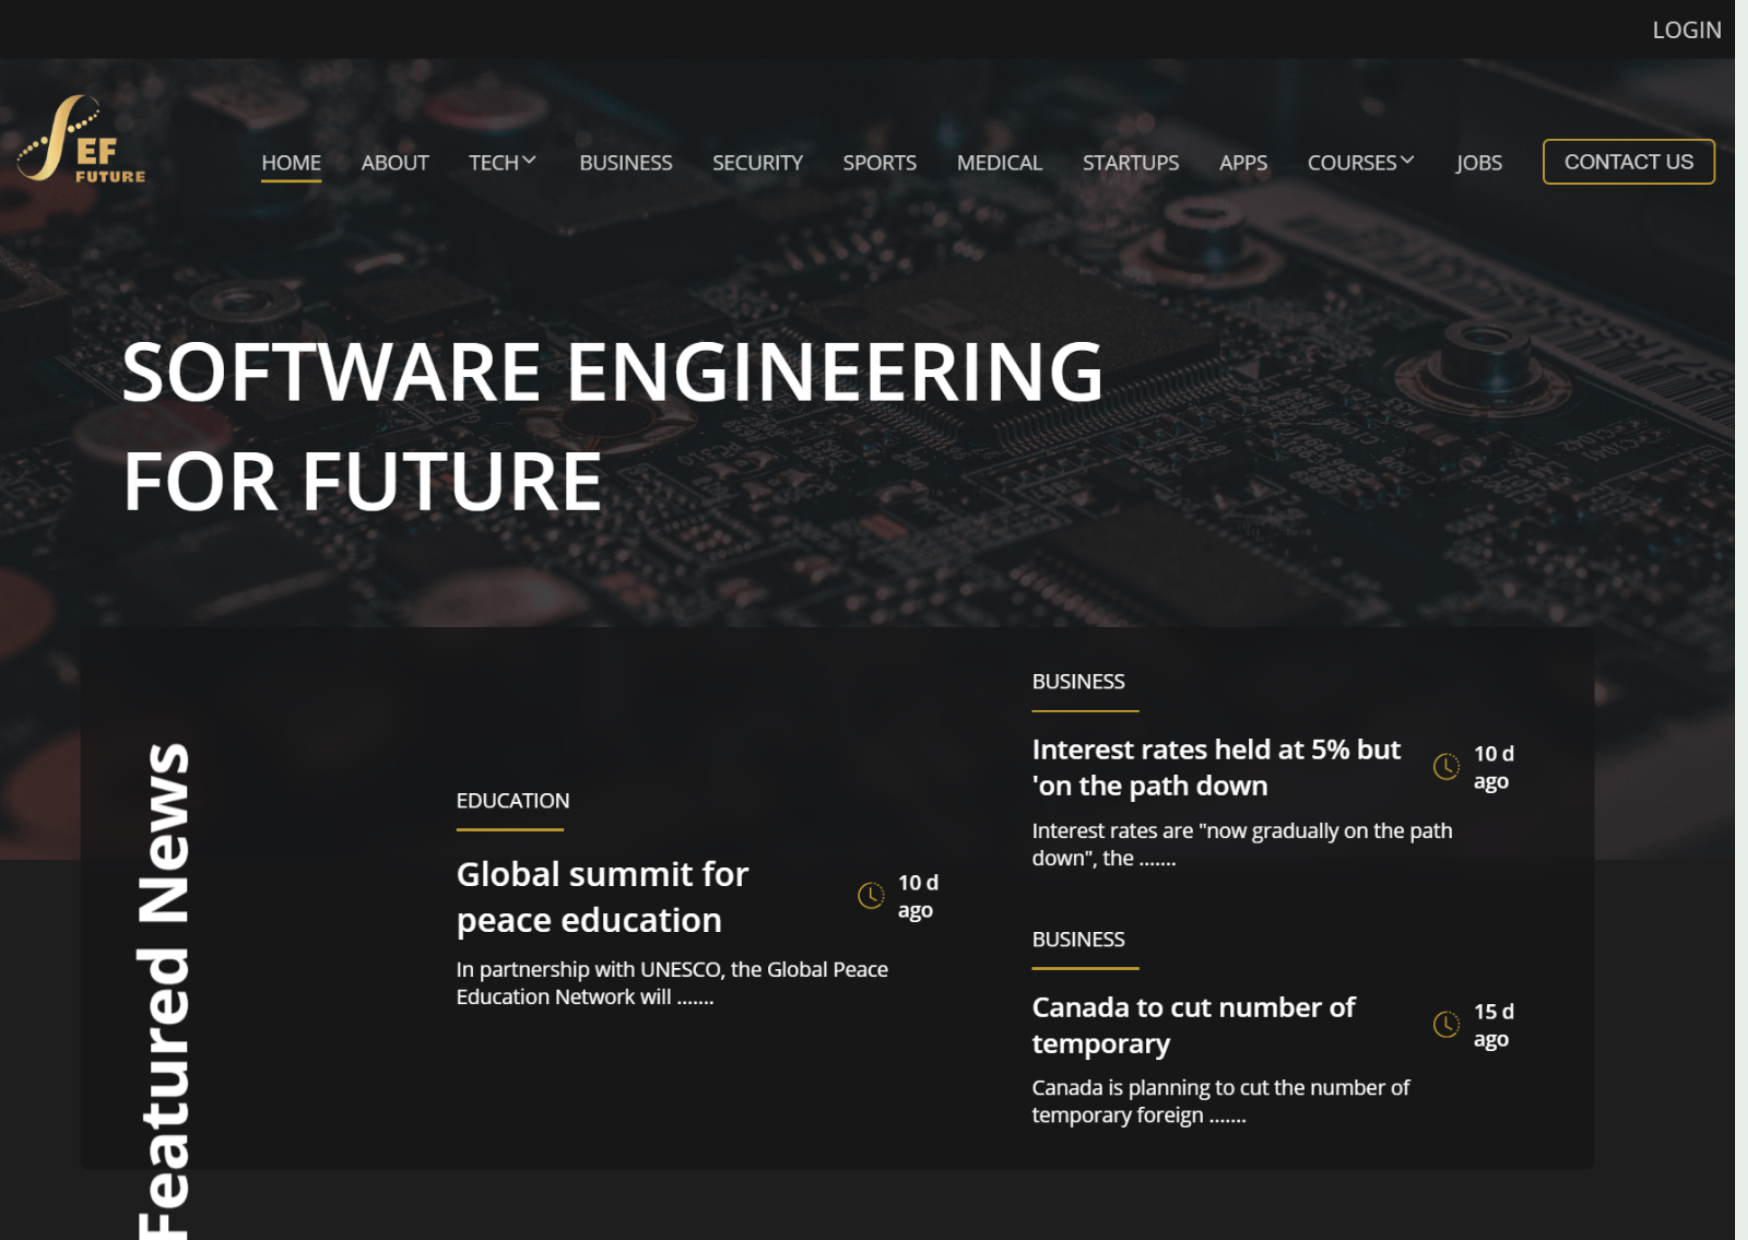 LOGIN
EF
FUTURE
HOME
ABOUT
TECH
BUSINESS
SECURITY
SPORTS
MEDICAL
STARTUPS
APPS
COURSES
JOBS
CONTACT US
SOFTWARE ENGINEERING
FOR FUTURE
Featured News
EDUCATION
Global summit for
peace education
10 d
ago
In partnership with UNESCO, the Global Peace
Education Network will .......
BUSINESS
Interest rates held at 5% but
'on the path down
10 d
ago
Interest rates are "now gradually on the path
down", the .......
BUSINESS
Canada to cut number of
temporary
15 d
ago
Canada is planning to cut the number of
temporary foreign .......